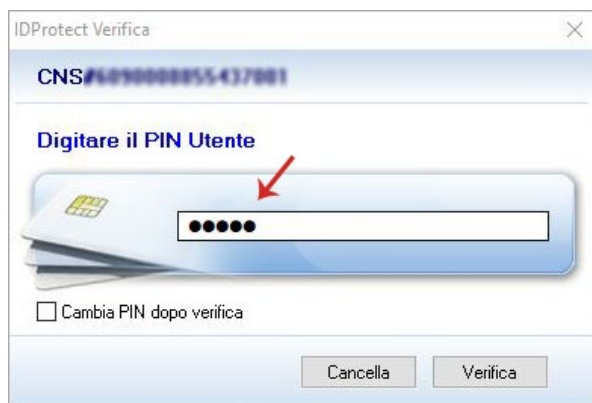 IDProtect Verifica
CNS#
Digitare il PIN Utente
●●●●●
Cambia PIN dopo verifica
Cancella
Verifica